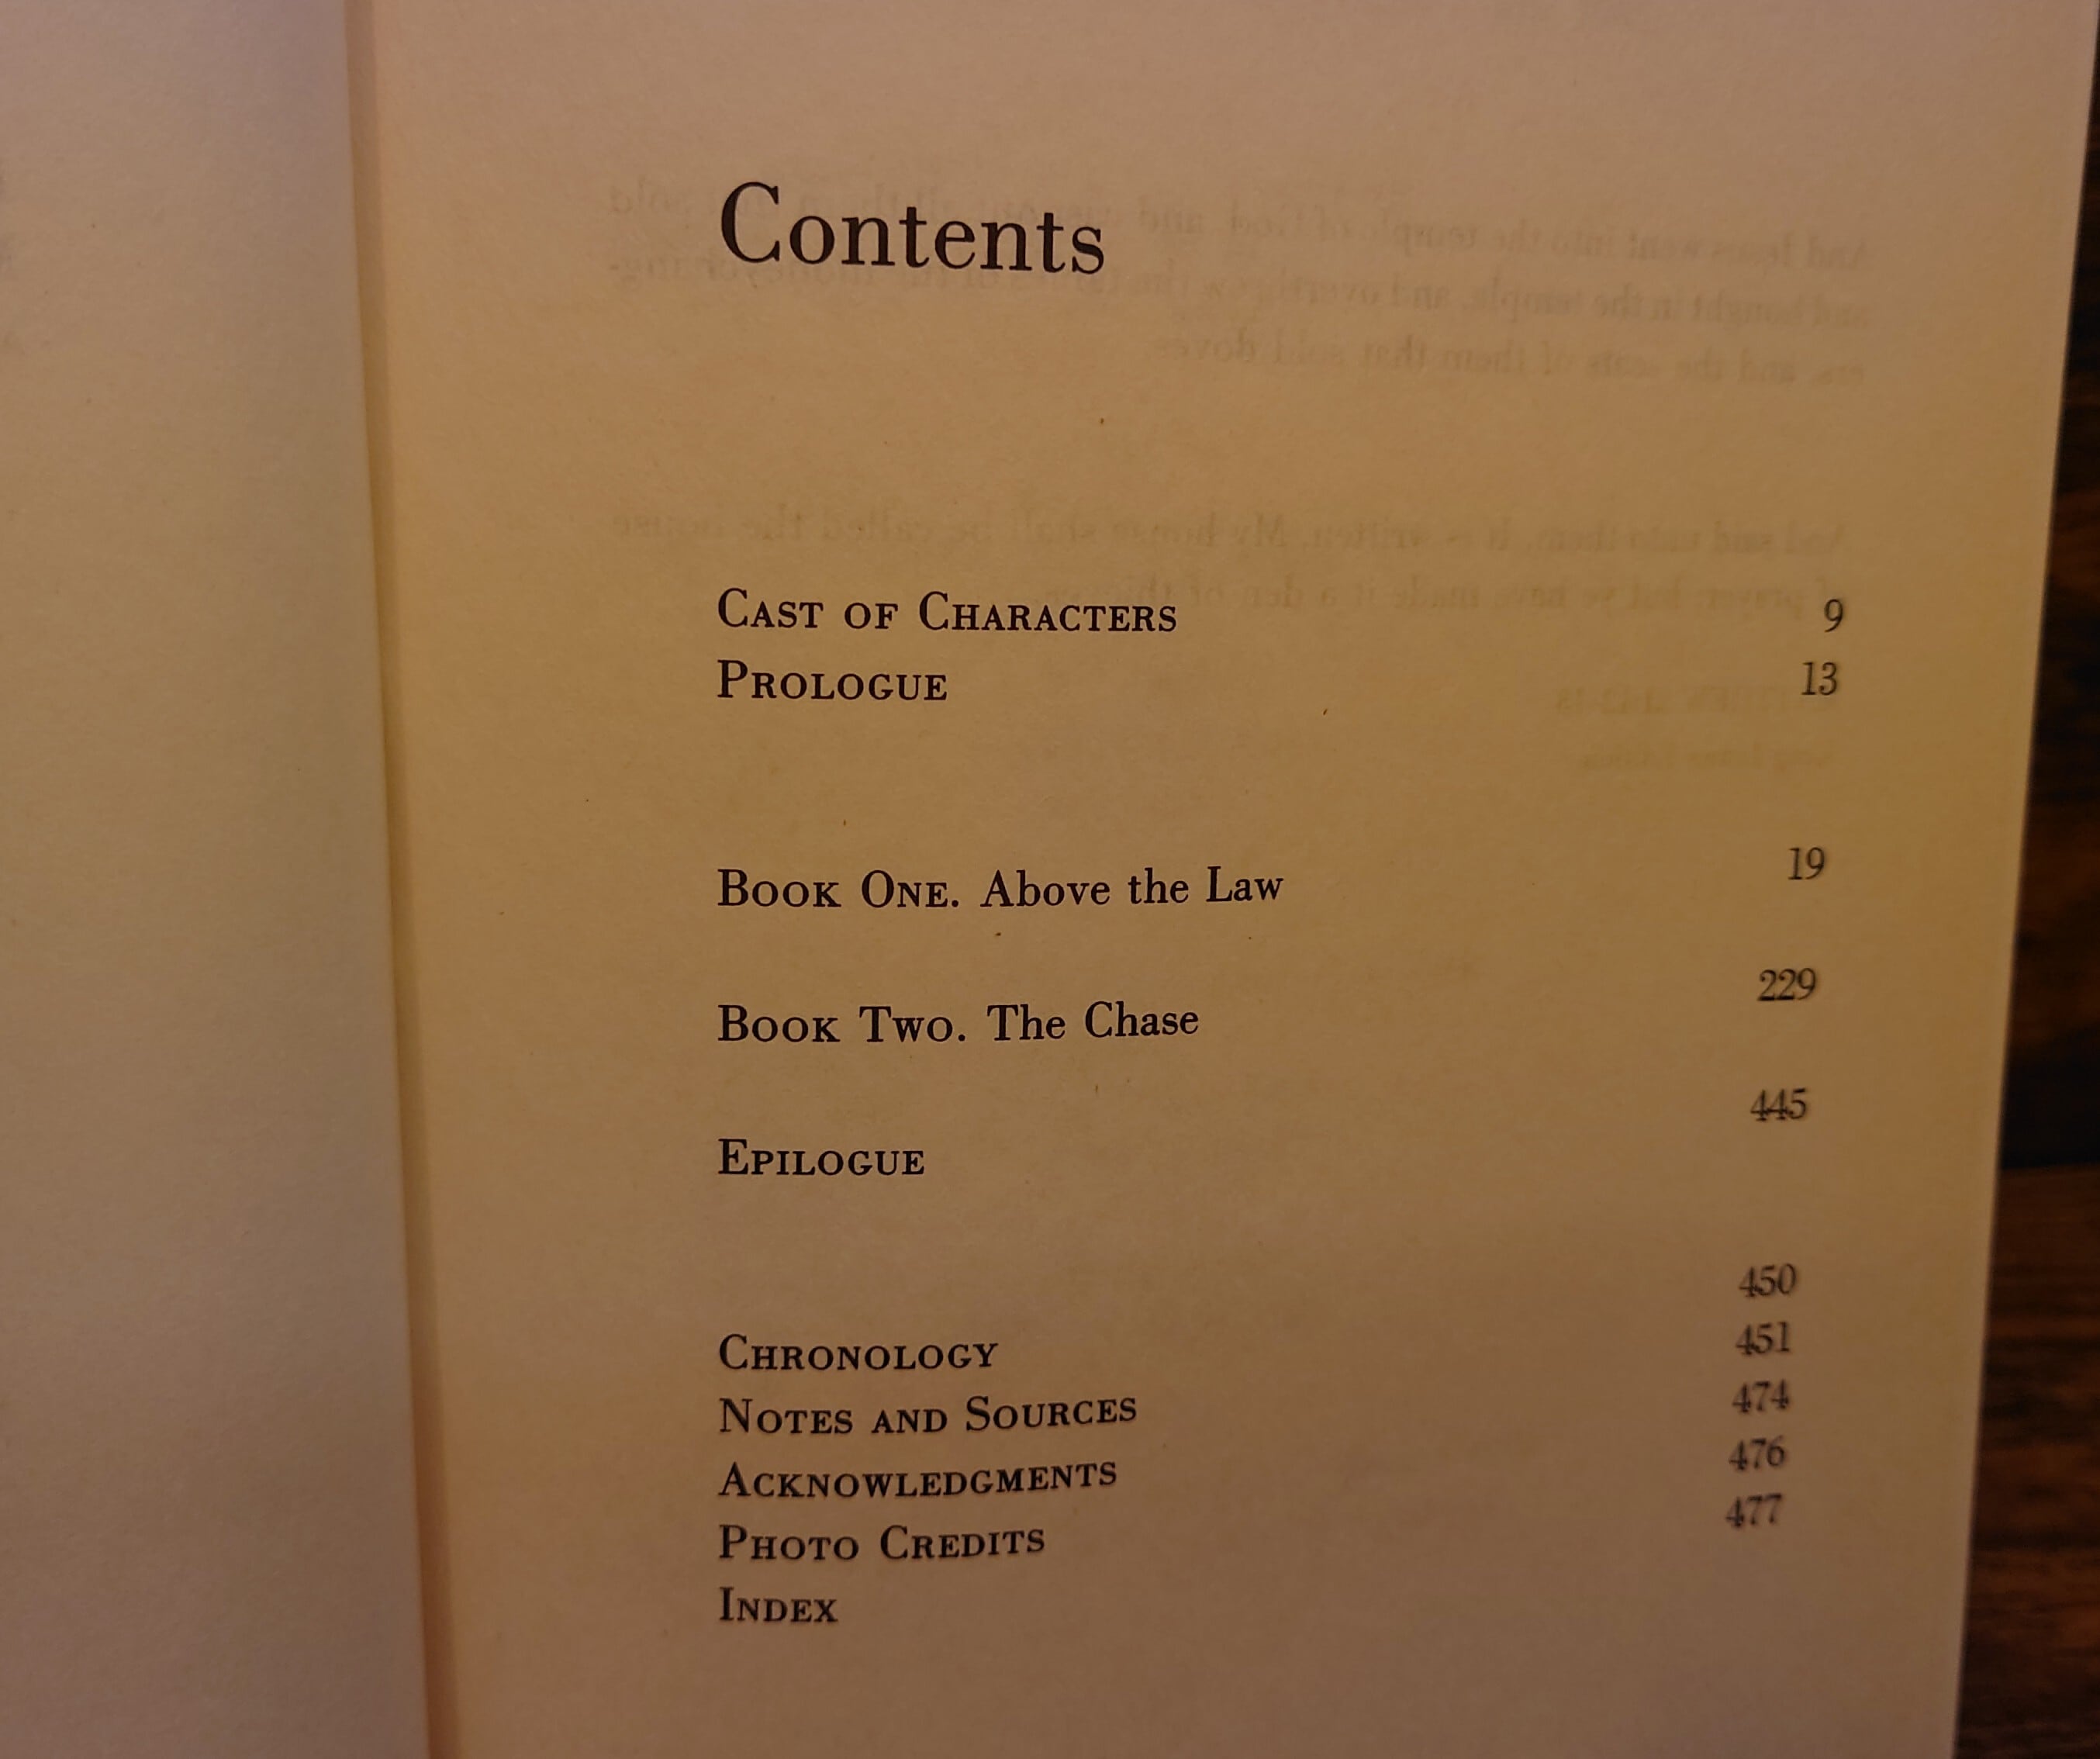 Contents
CAST OF CHARACTERS 9
PROLOGUE 13
BOOK ONE. Above the Law 19
BOOK TWO. The Chase 229
EPILOGUE 445
CHRONOLOGY 450
NOTES AND SOURCES 451
ACKNOWLEDGMENTS 474
PHOTO CREDITS 476
INDEX 477